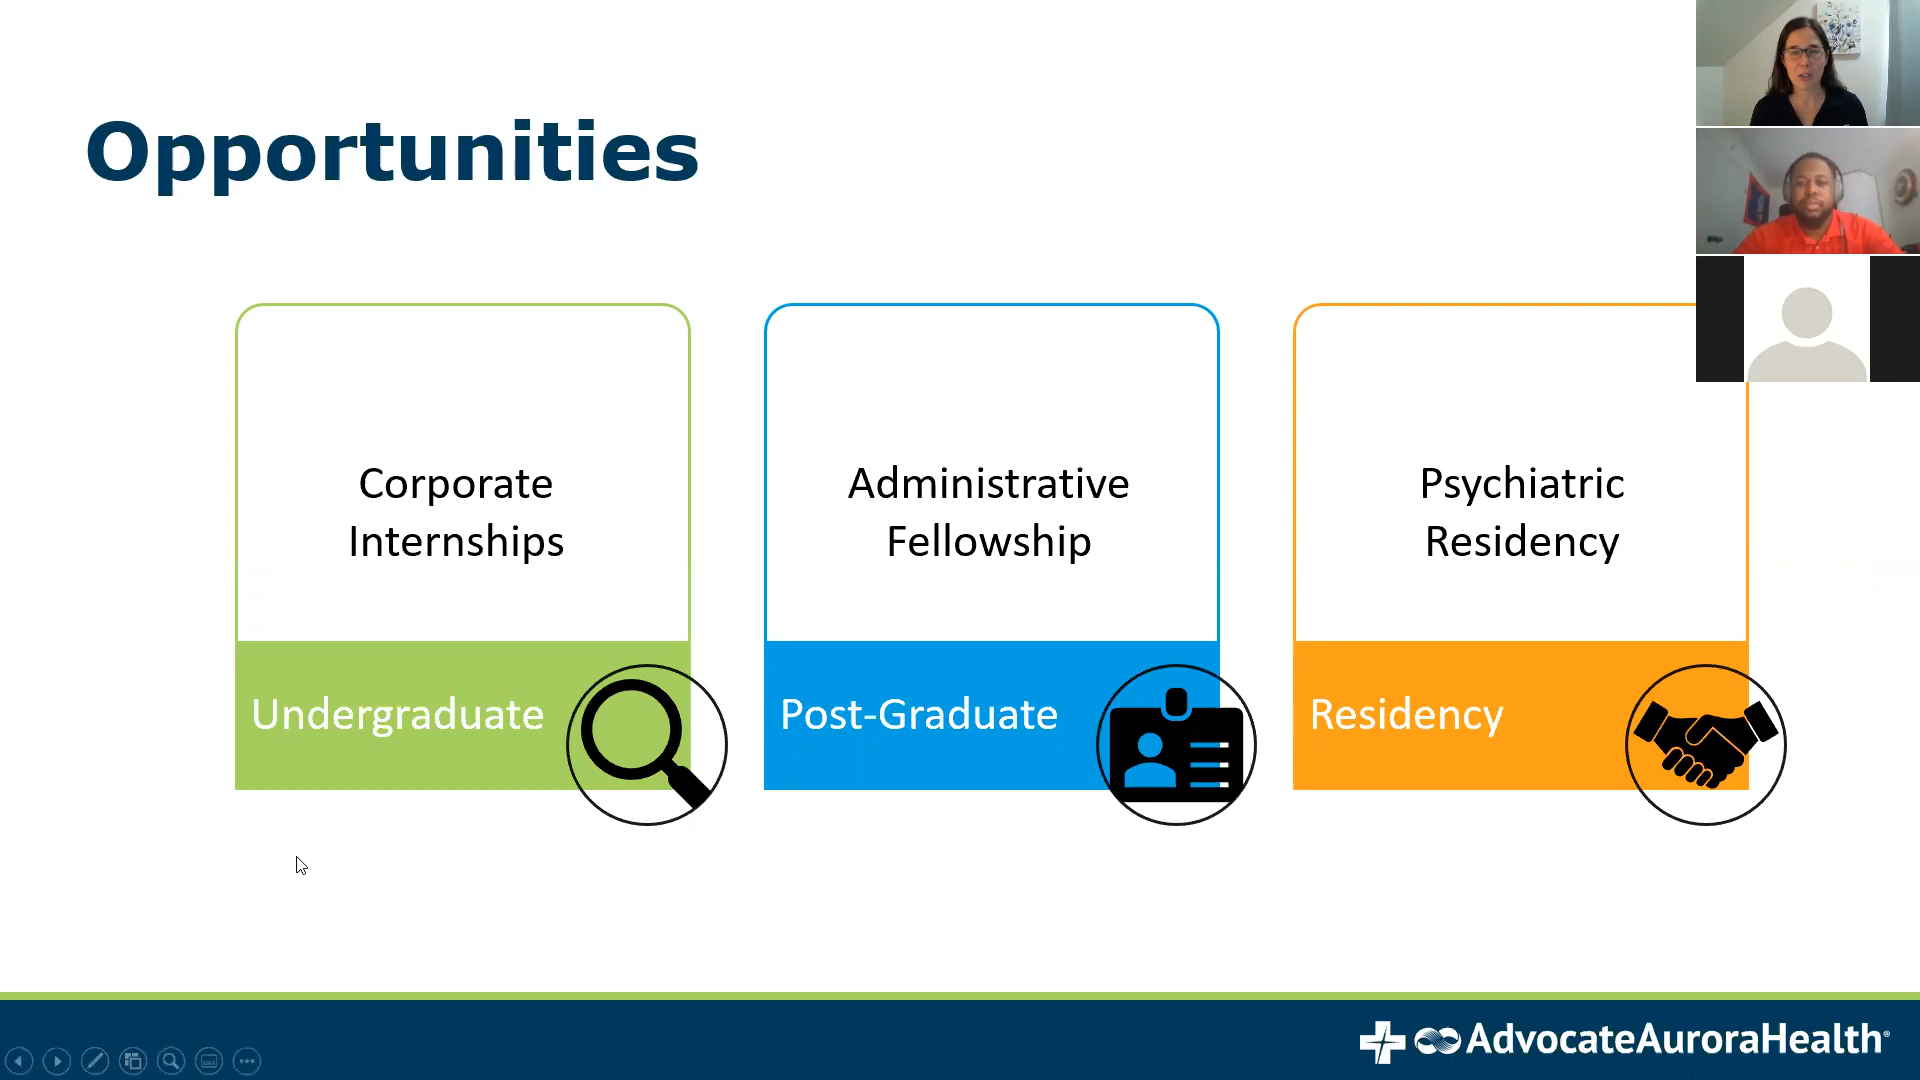 Opportunities
Corporate
Internships
Administrative
Fellowship
Psychiatric
Residency
Undergraduate
Post-Graduate
Residency
AdvocateAuroraHealth®